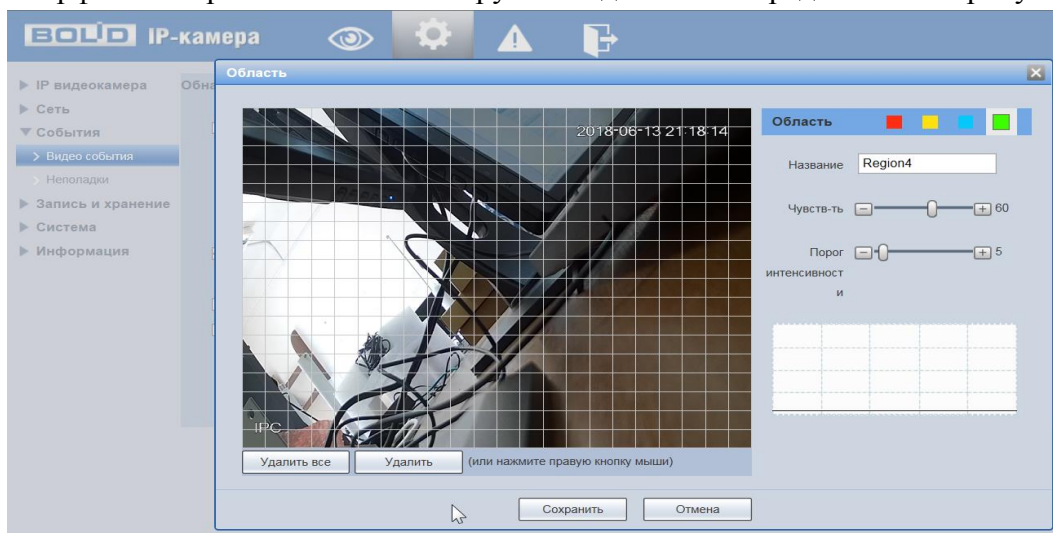 BOLID IP-камера
Область
IP видеокамера
Сеть
События
Видео события
Неполадки
Запись и хранение
Система
Информация
2018-06-13 21:18:14
IPC
Область
Название Region4
Чувств-ть 60
Порог 5
интенсивност
и
Удалить все Удалить (или нажмите правую кнопку мыши)
Сохранить Отмена